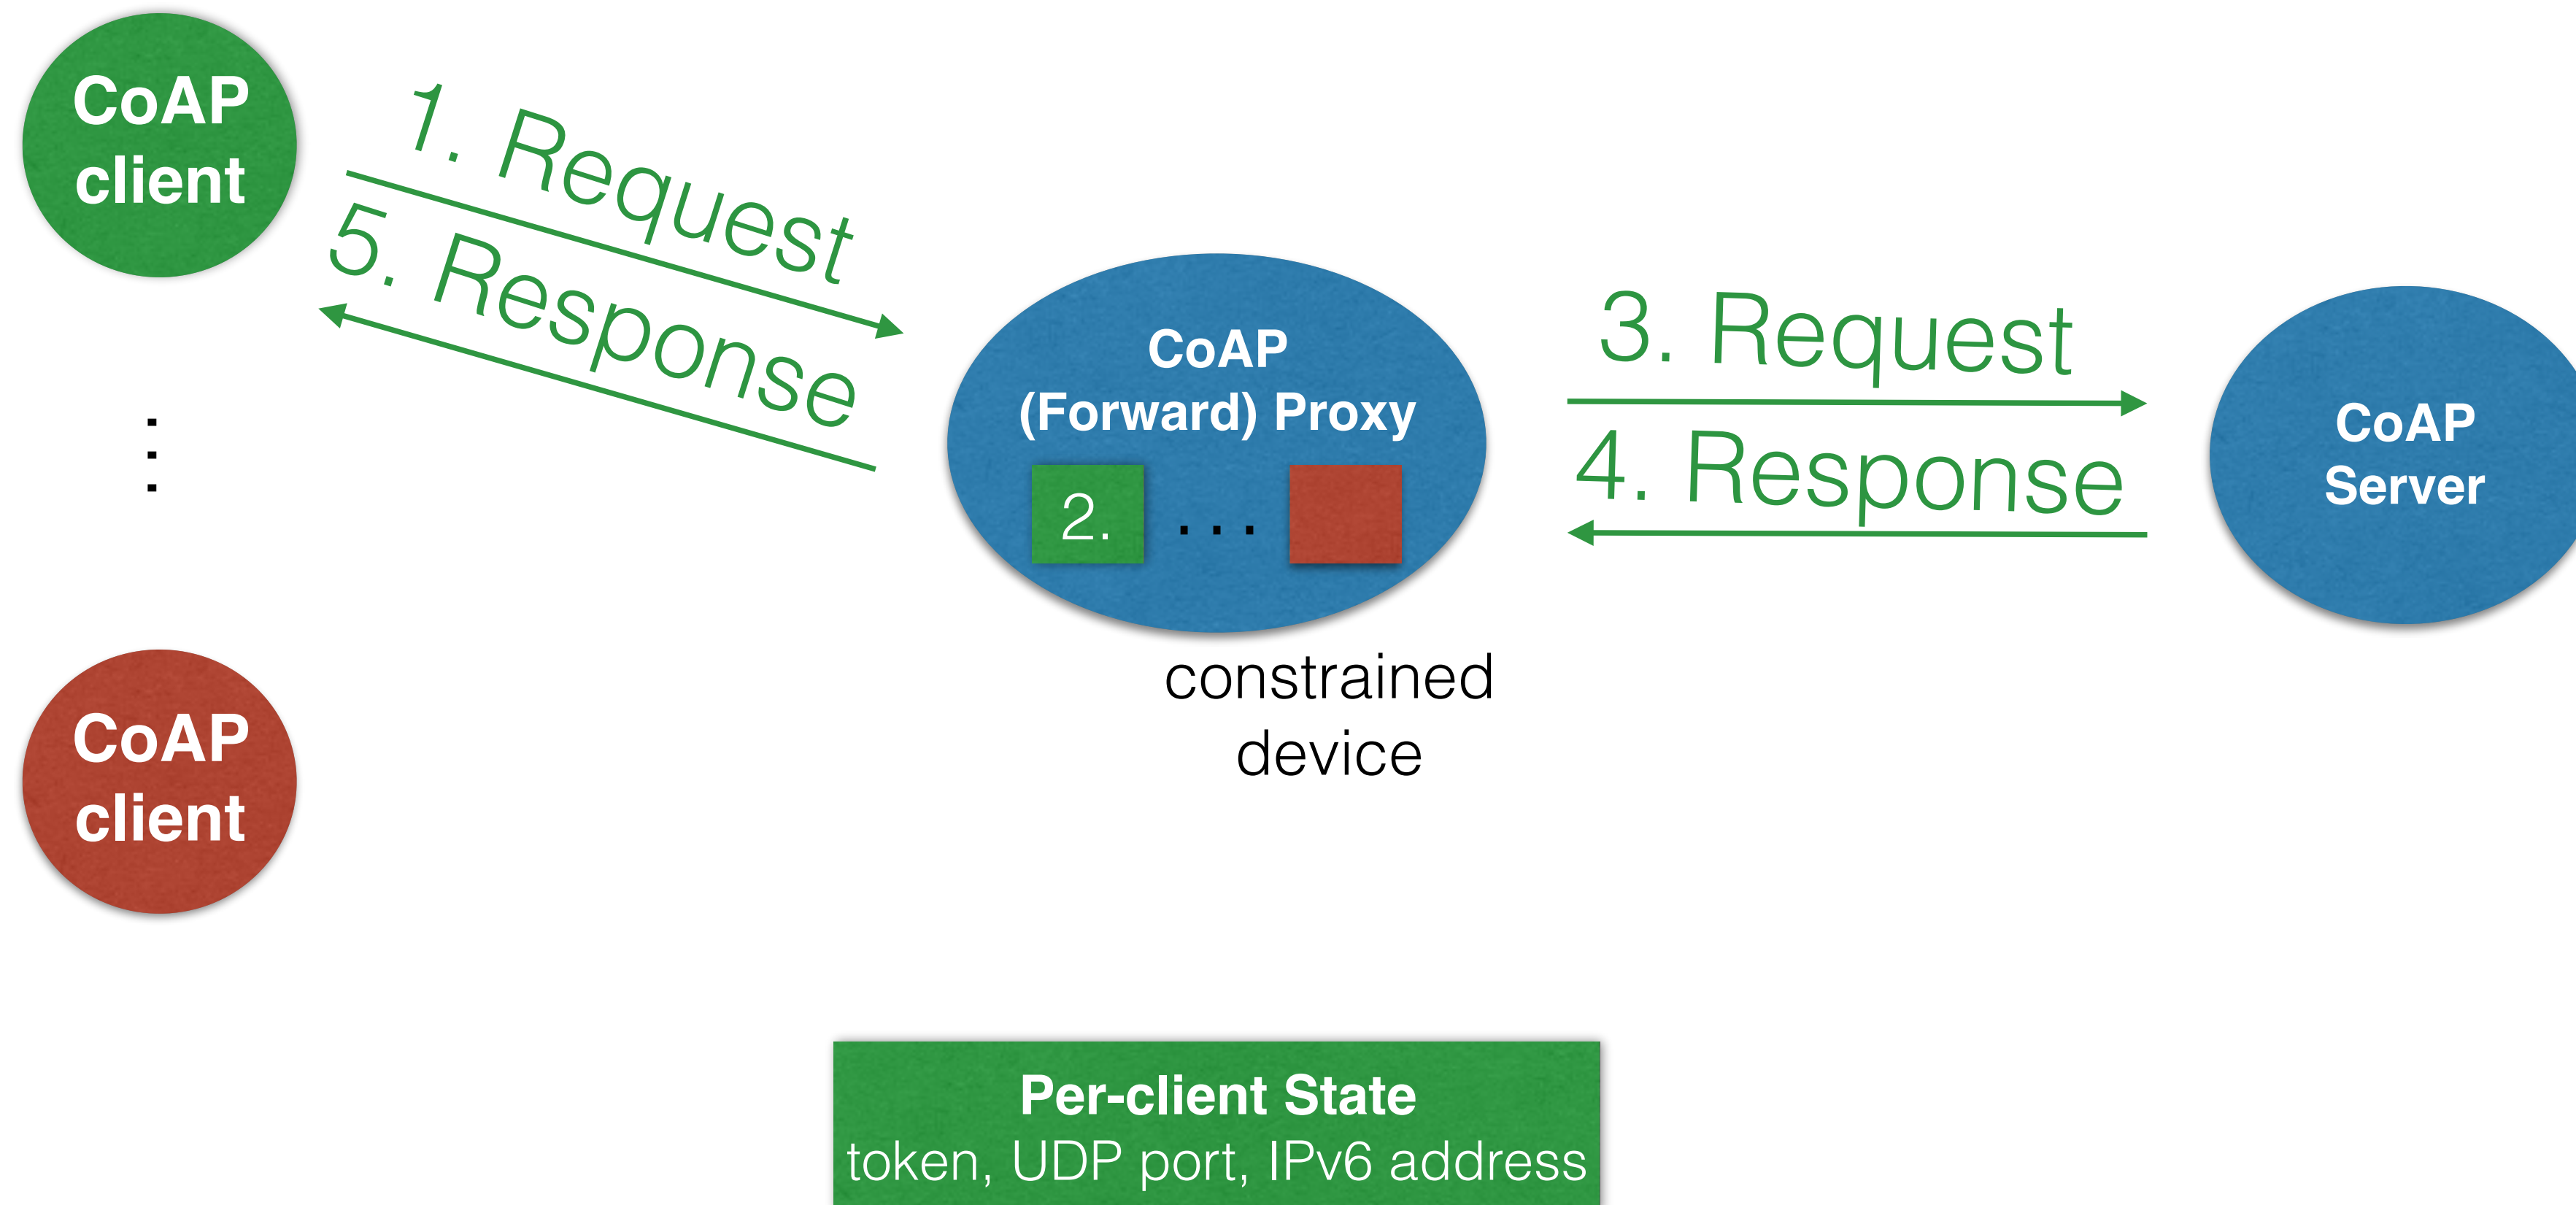 CoAP
client
1. Request
5. Response
CoAP
(Forward) Proxy
2. ...
3. Request
4. Response
CoAP
Server
constrained
device
CoAP
client
Per-client State
token, UDP port, IPv6 address